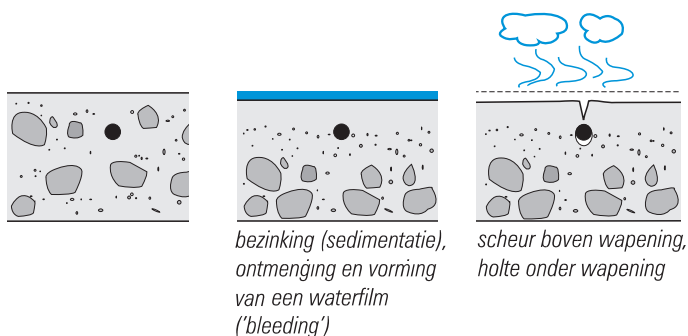 bezinking (sedimentatie),
ontmenging en vorming
van een waterfilm
('bleeding')
scheur boven wapening,
holte onder wapening